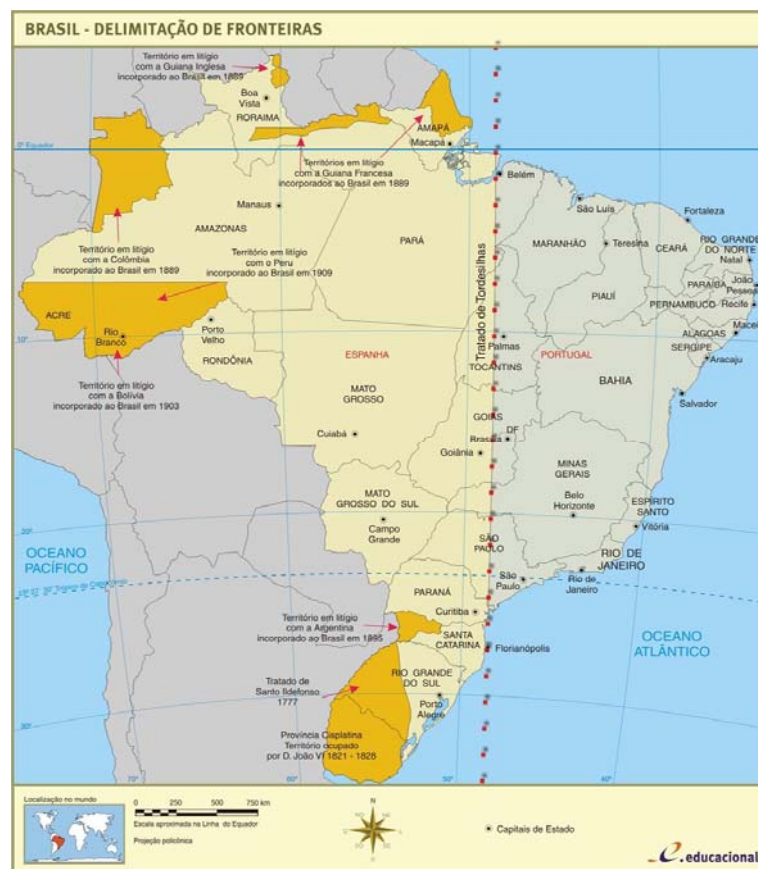 BRASIL - DELIMITAÇÃO DE FRONTEIRAS
Território em litígio
com a Guiana Inglesa
incorporado ao Brasil em 1889
Boa
Vista
RORAIMA
AMAPÁ
Macapá
0º Equador
Territórios em litígio
com a Guiana Francesa
incorporados ao Brasil em 1889
Belém
Manaus
AMAZONAS
PARÁ
São Luís
Fortaleza
MARANHÃO
Teresina
CEARÁ
RIO GRANDE
DO NORTE
Natal
Território em litígio
com a Colômbia
incorporado ao Brasil em 1889
Território em litígio
com o Peru
incorporado ao Brasil em 1909
Tratado de Tordesilhas
PARAÍBA
João
Pessoa
PIAUÍ
PERNAMBUCO
Recife
ACRE
Rio
Branco
Porto
Velho
RONDÔNIA
10º
ESPANHA
Palmas
TOCANTINS
PORTUGAL
ALAGOAS
Macei
SERGIPE
Aracaju
BAHIA
Salvador
Território em litígio
com a Bolívia
incorporado ao Brasil em 1903
MATO
GROSSO
Cuiabá
GOIÁS
DF
Brasília
Goiânia
MINAS
GERAIS
Belo
Horizonte
ESPÍRITO
SANTO
Vitória
MATO
GROSSO DO SUL
Campo
Grande
20º
OCEANO
PACÍFICO
SÃO
PAULO
São
Paulo
RIO DE
JANEIRO
Rio de
Janeiro
PARANÁ
Curitiba
Território em litígio
com a Argentina
incorporado ao Brasil em 1895
SANTA
CATARINA
Florianópolis
OCEANO
ATLÂNTICO
Tratado de
Santo Ildefonso
1777
RIO GRANDE
DO SUL
Porto
Alegre
30º
Província Cisplatina
Território ocupado
por D. João VI 1821 - 1828
70º
60º
50º
40º
Localização no mundo
0 250 500 750 km
Escala aproximada na Linha do Equador
Projeção policônica
N
Capitais de Estado
e.educacional